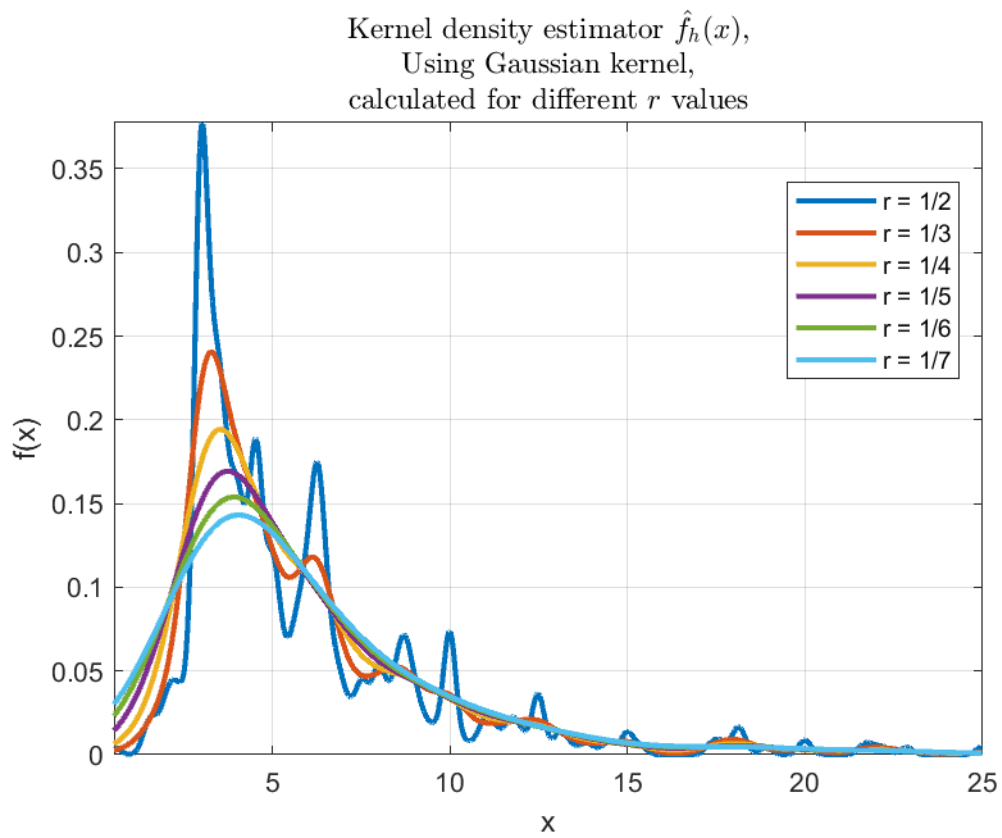 Kernel density estimator f̂ₕ(x),
Using Gaussian kernel,
calculated for different r values
0.35
0.3
0.25
0.2
0.15
0.1
0.05
0
f(x)
r = 1/2
r = 1/3
r = 1/4
r = 1/5
r = 1/6
r = 1/7
5 10 15 20 25
x